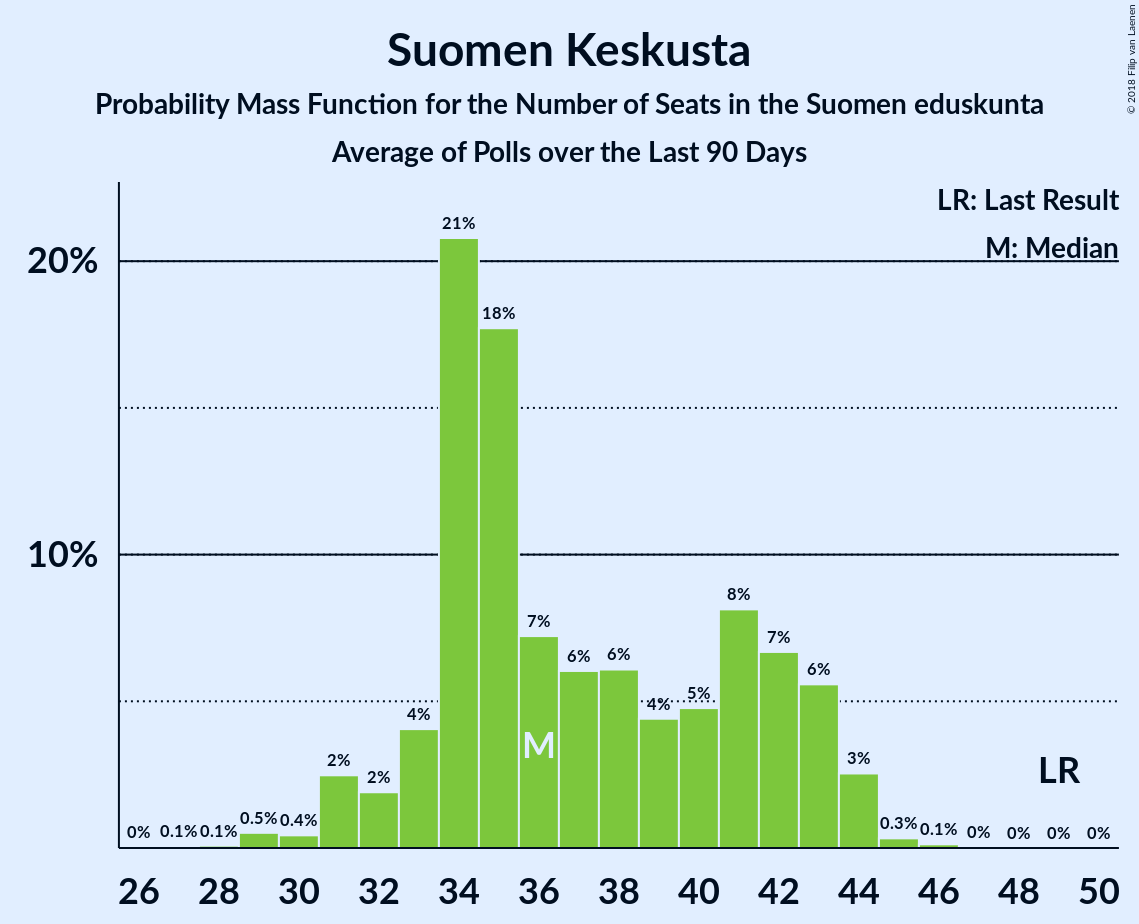 Suomen Keskusta
Probability Mass Function for the Number of Seats in the Suomen eduskunta
Average of Polls over the Last 90 Days
© 2018 Filip van Laenen
LR: Last Result
M: Median
20%
10%
0% 0.1% 0.1% 0.5% 0.4% 2% 2% 4% 21% 18% 7% 6% 6% 4% 5% 8% 7% 6% 3% 0.3% 0.1% 0% 0% 0% 0%
M
LR
26 28 30 32 34 36 38 40 42 44 46 48 50